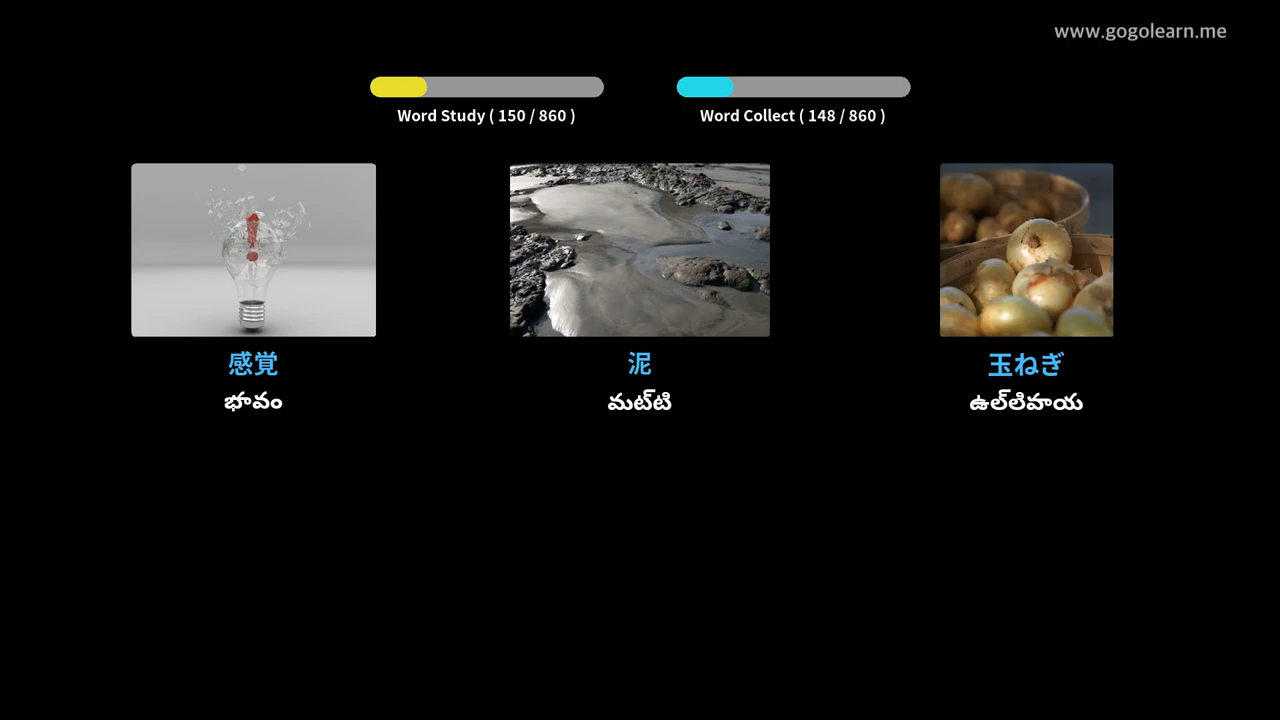 www.gogolearn.me
Word Study ( 150 / 860 )
Word Collect ( 148 / 860 )
感覚
泥
玉ねぎ
భావం
మట్‌టి
ఉల్‌లిపాయ